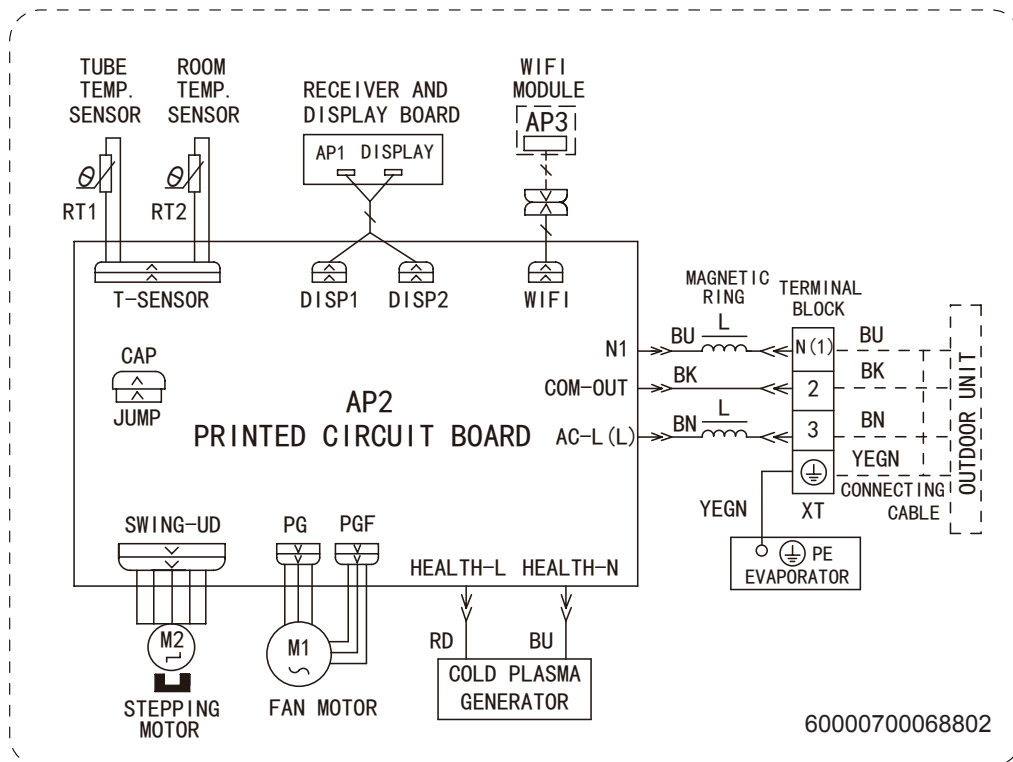 TUBE
TEMP.
SENSOR
ROOM
TEMP.
SENSOR
RECEIVER AND
DISPLAY BOARD
WIFI
MODULE
AP3
AP1 DISPLAY
θ
RT1
θ
RT2
T-SENSOR
DISP1
DISP2
WIFI
MAGNETIC
RING
TERMINAL
BLOCK
CAP
JUMP
AP2
PRINTED CIRCUIT BOARD
N1
BU
L
N(1)
BU
COM-OUT
BK
2
BK
AC-L(L)
BN
L
3
BN
YEGN
CONNECTING
CABLE
OUTDOOR UNIT
XT
YEGN
PE
EVAPORATOR
SWING-UD
PG
PGF
HEALTH-L
HEALTH-N
M2
M1
RD
BU
COLD PLASMA
GENERATOR
STEPPING
MOTOR
FAN MOTOR
60000700068802